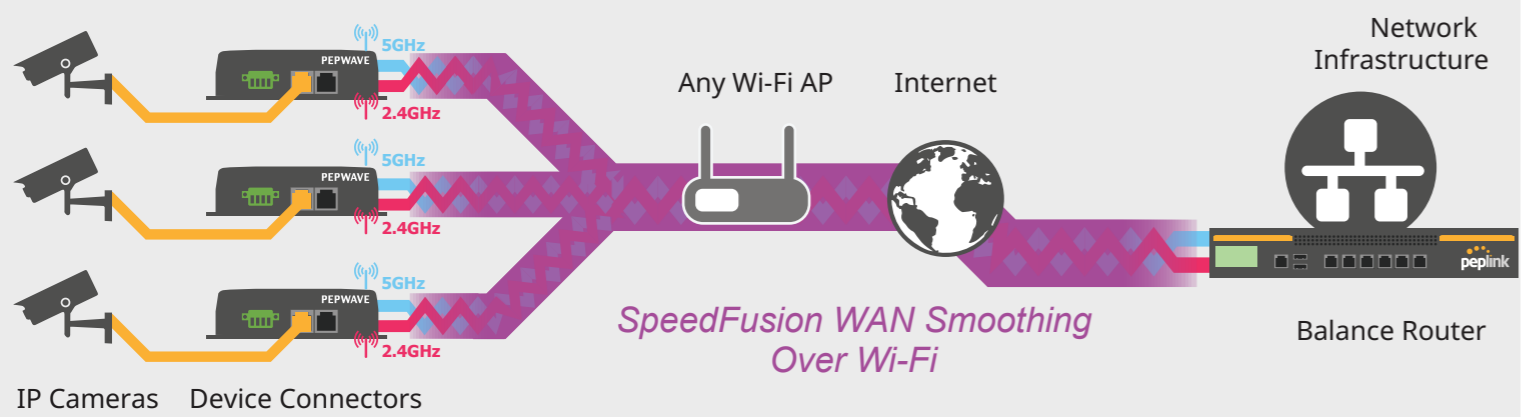 Network
Infrastructure
5GHz
PEPWAVE
2.4GHz
Any Wi-Fi AP
Internet
5GHz
PEPWAVE
2.4GHz
peplink
5GHz
PEPWAVE
2.4GHz
SpeedFusion WAN Smoothing
Over Wi-Fi
Balance Router
IP Cameras
Device Connectors